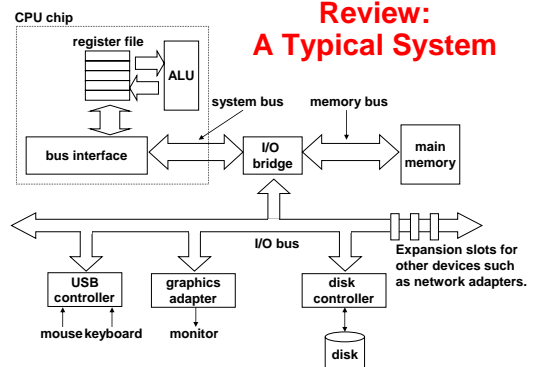 Review:
A Typical System
CPU chip
register file
ALU
system bus
memory bus
bus interface
I/O
bridge
main
memory
I/O bus
Expansion slots for
other devices such
as network adapters.
USB
controller
graphics
adapter
disk
controller
mouse keyboard
monitor
disk